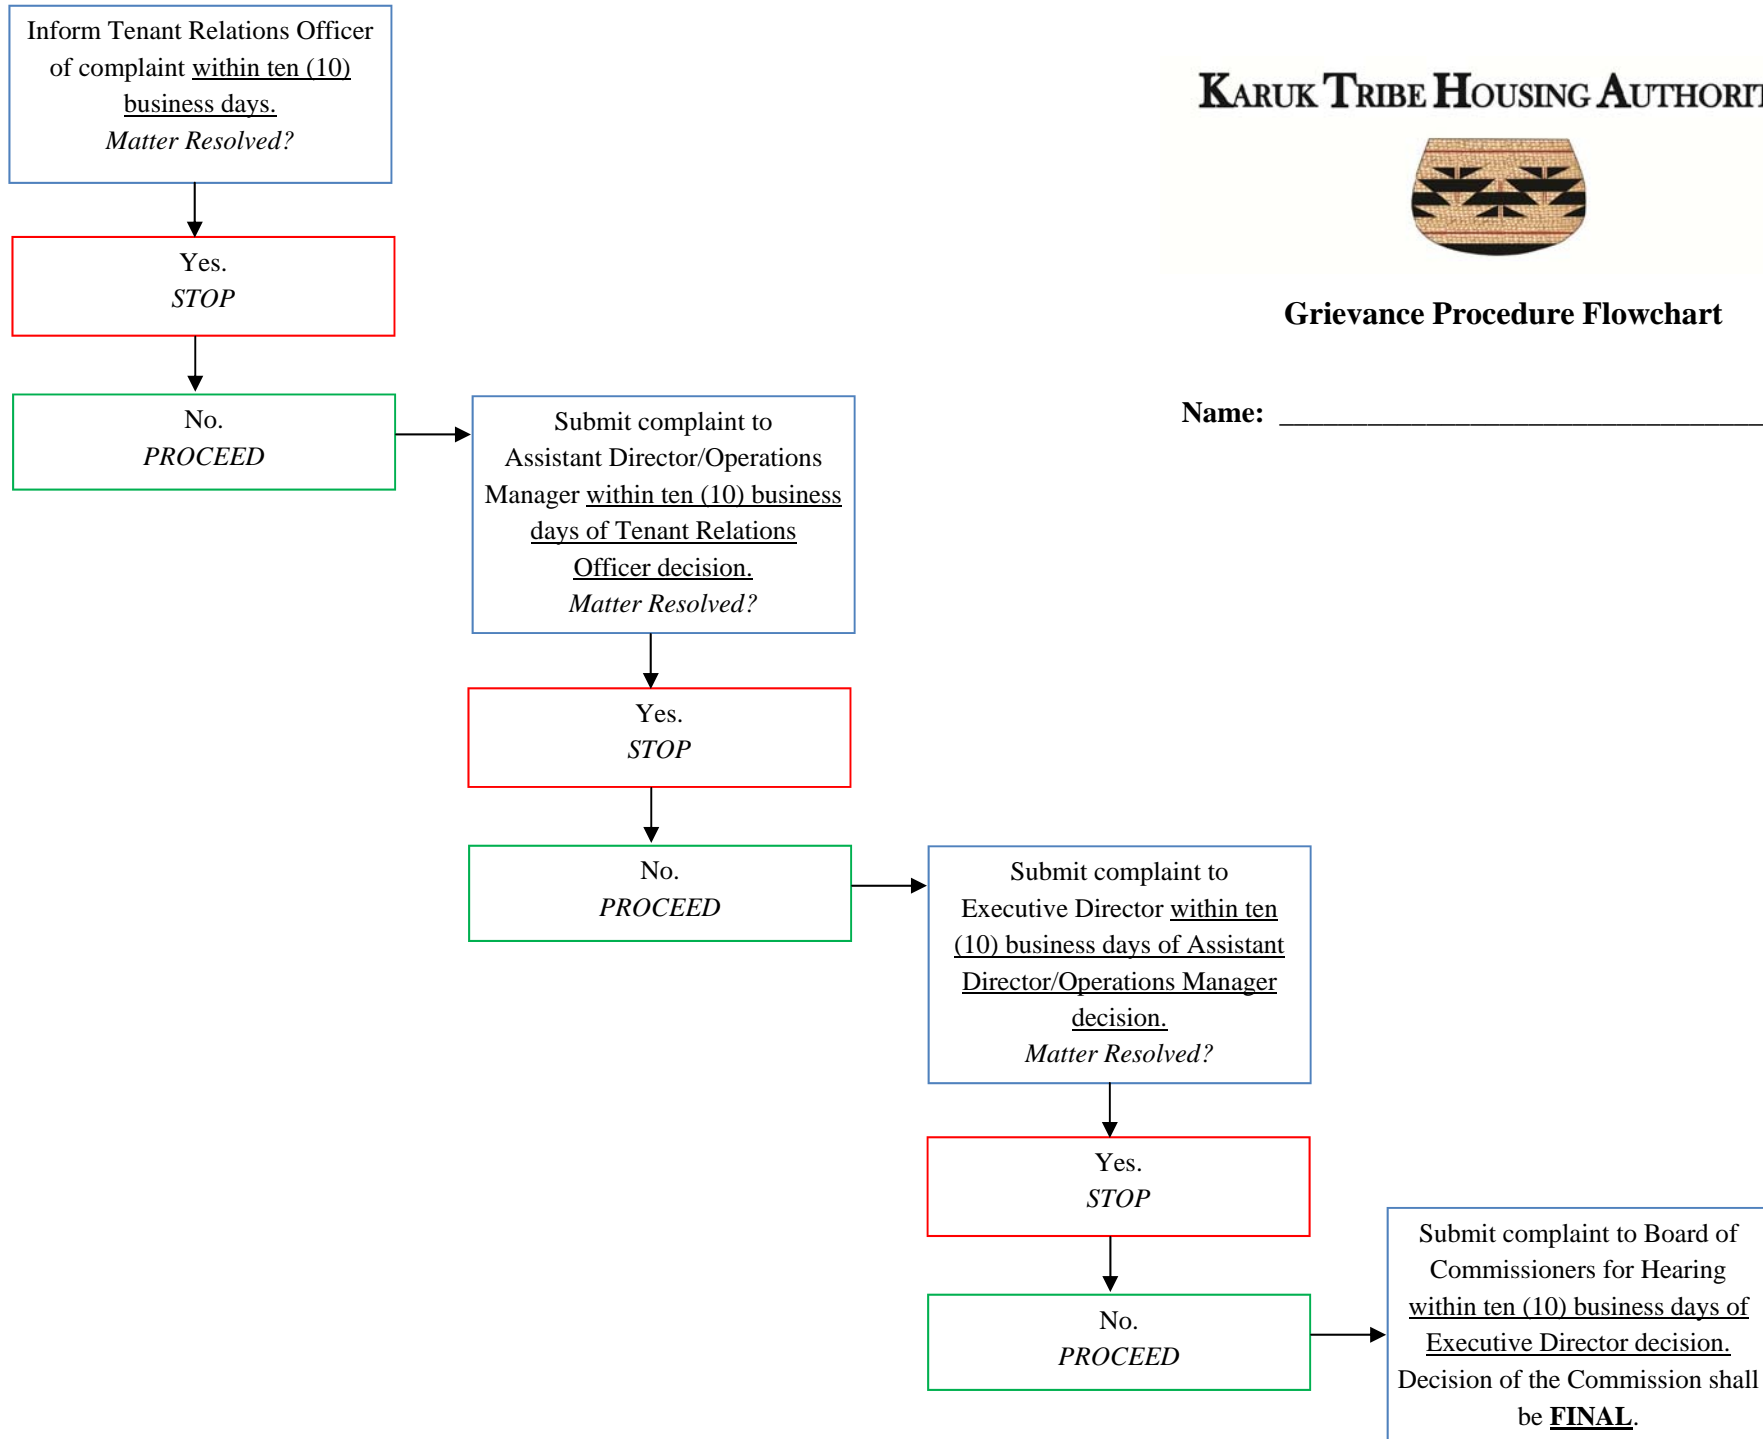 Inform Tenant Relations Officer
of complaint within ten (10)
business days.
Matter Resolved?
Yes.
STOP
No.
PROCEED
KARUK TRIBE HOUSING AUTHORIT
Grievance Procedure Flowchart
Name: _________________________________
Submit complaint to
Assistant Director/Operations
Manager within ten (10) business
days of Tenant Relations
Officer decision.
Matter Resolved?
Yes.
STOP
No.
PROCEED
Submit complaint to
Executive Director within ten
(10) business days of Assistant
Director/Operations Manager
decision.
Matter Resolved?
Yes.
STOP
No.
PROCEED
Submit complaint to Board of
Commissioners for Hearing
within ten (10) business days of
Executive Director decision.
Decision of the Commission shall
be FINAL.